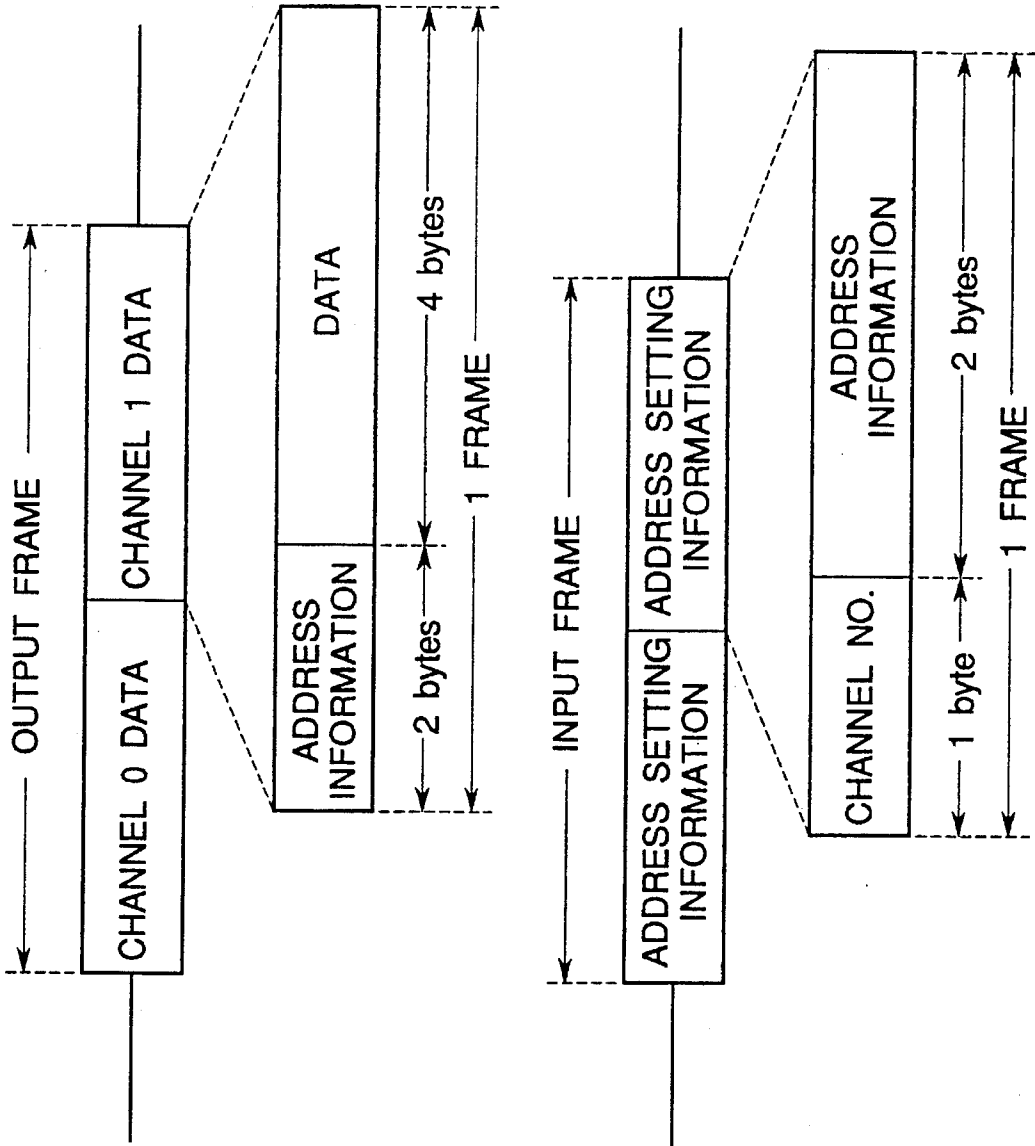 OUTPUT FRAME
CHANNEL 0 DATA
CHANNEL 1 DATA
ADDRESS
INFORMATION
DATA
2 bytes
4 bytes
1 FRAME
INPUT FRAME
ADDRESS SETTING
INFORMATION
ADDRESS SETTING
INFORMATION
CHANNEL NO.
ADDRESS
INFORMATION
1 byte
2 bytes
1 FRAME